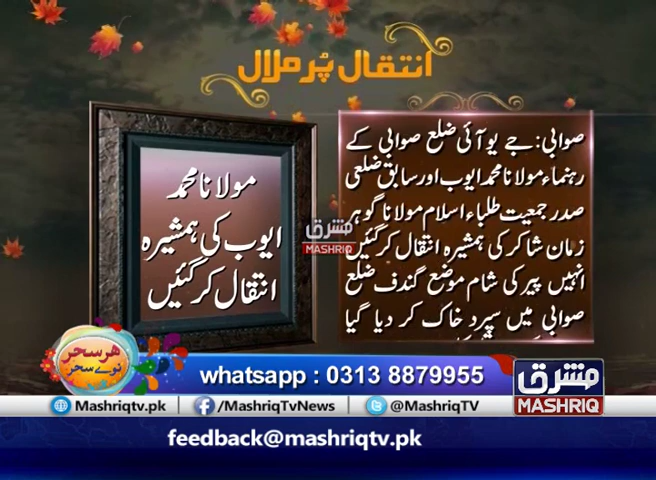 انتقال پُرملال
صوابی: جے یو آئی ضلع صوابی کے
رہنماء مولانا محمد ایوب اور سابق ضلعی
صدر جمعیت طلباء اسلام مولانا گوہر
زمان شاکر کی ہمشیرہ انتقال کر گئیں
انہیں پیر کی شام موضع گندف ضلع
صوابی میں سپرد خاک کر دیا گیا
مولانا محمد
ایوب کی ہمشیرہ
انتقال کر گئیں
مشرق
MASHRIQ
ھر سحر
نوے سحر
whatsapp : 0313 8879955
مشرق
MASHRIQ
Mashriqtv.pk
/MashriqTvNews
@MashriqTV
feedback@mashriqtv.pk